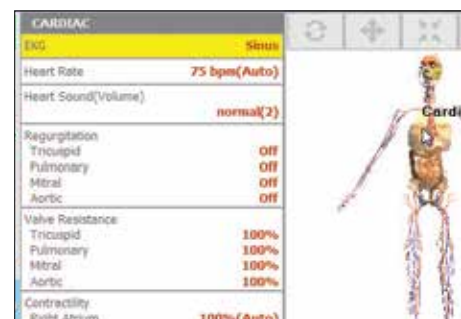 CARDIAC
EKG Sinus
Heart Rate 75 bpm(Auto)
Heart Sound(Volume)
normal(2)
Regurgitation
Tricuspid Off
Pulmonary Off
Mitral Off
Aortic Off
Valve Resistance
Tricuspid 100%
Pulmonary 100%
Mitral 100%
Aortic 100%
Contractility
Right Atrium 100%(Auto)
Cardi